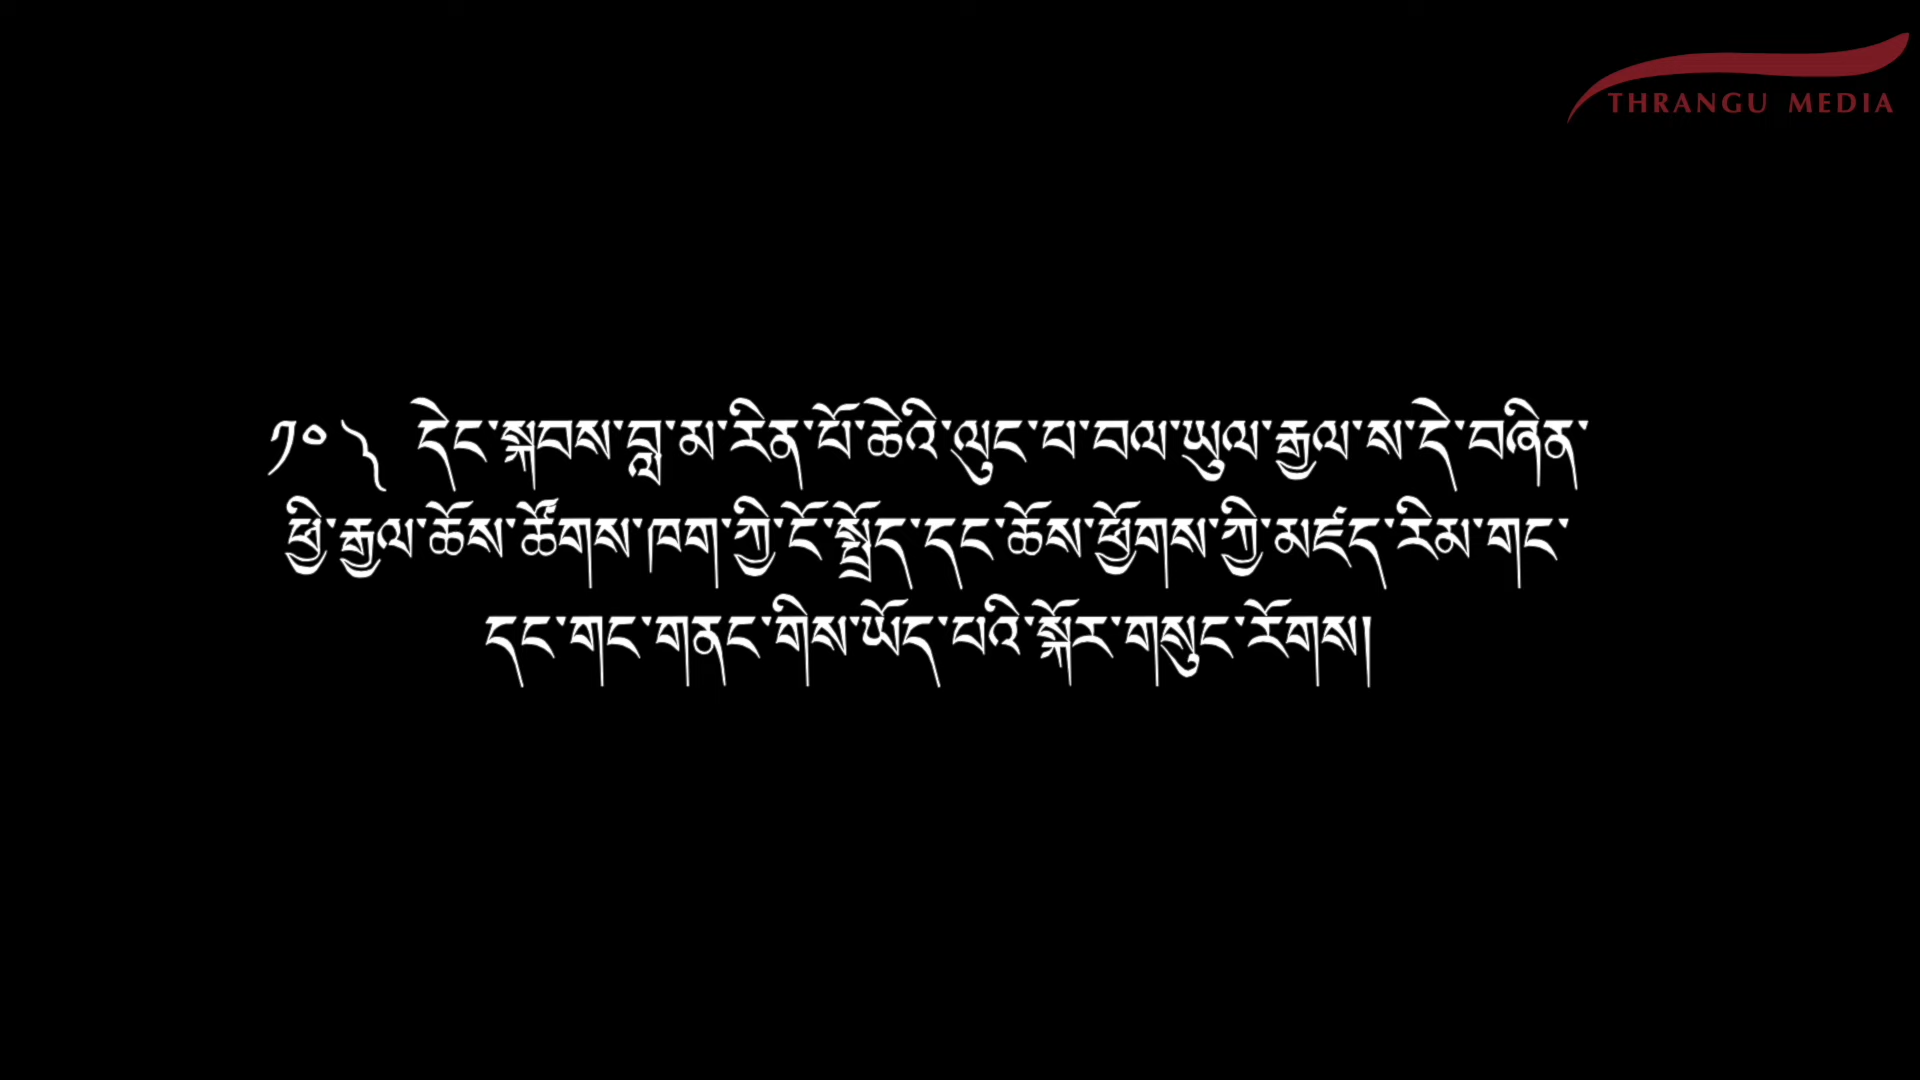 THRANGU MEDIA
༡༠ ༽ དེང་སྐབས་བླ་མ་རིན་པོ་ཆེའི་ལུང་པ་བལ་ཡུལ་རྒྱལ་ས་དེ་བཞིན་
ཕྱི་རྒྱལ་ཆོས་ཚོགས་ཁག་ཀྱི་ངོ་སྤྲོད་དང་ཆོས་ཕྱོགས་ཀྱི་མཛད་རིམ་གང་
དང་གང་གནང་གིས་ཡོད་པའི་སྐོར་གསུང་རོགས།